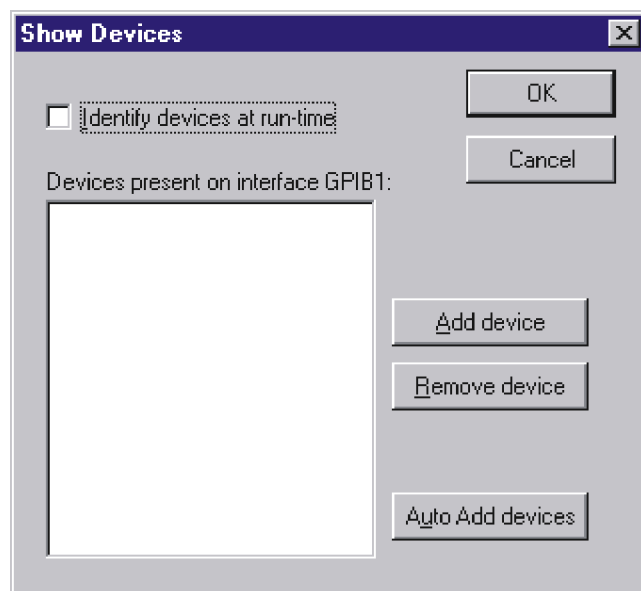 Show Devices
OK
Identify devices at run-time
Cancel
Devices present on interface GPIB1:
Add device
Remove device
Auto Add devices